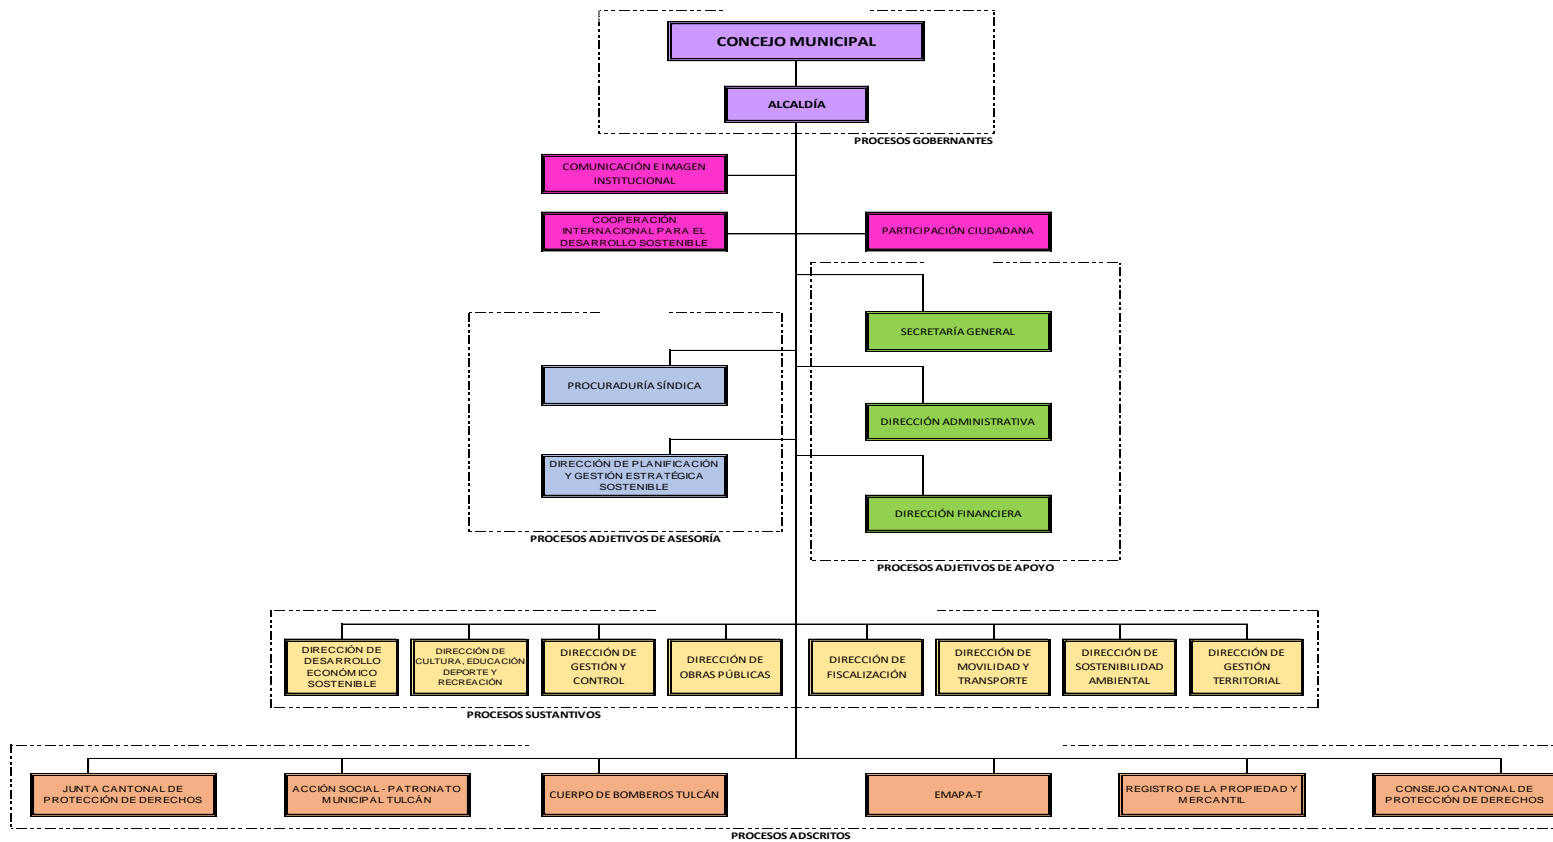 CONCEJO MUNICIPAL
ALCALDÍA
PROCESOS GOBERNANTES
COMUNICACIÓN E IMAGEN
INSTITUCIONAL
COOPERACIÓN
INTERNACIONAL PARA EL
DESARROLLO SOSTENIBLE
PARTICIPACIÓN CIUDADANA
SECRETARÍA GENERAL
PROCURADURÍA SÍNDICA
DIRECCIÓN ADMINISTRATIVA
DIRECCIÓN DE PLANIFICACIÓN
Y GESTIÓN ESTRATÉGICA
SOSTENIBLE
DIRECCIÓN FINANCIERA
PROCESOS ADJETIVOS DE ASESORÍA
PROCESOS ADJETIVOS DE APOYO
DIRECCIÓN DE
DESARROLLO
ECONÓMICO
SOSTENIBLE
DIRECCIÓN DE
CULTURA, EDUCACIÓN
DEPORTE Y
RECREACIÓN
DIRECCIÓN DE
GESTIÓN Y
CONTROL
DIRECCIÓN DE
OBRAS PÚBLICAS
DIRECCIÓN DE
FISCALIZACIÓN
DIRECCIÓN DE
MOVILIDAD Y
TRANSPORTE
DIRECCIÓN DE
SOSTENIBILIDAD
AMBIENTAL
DIRECCIÓN DE
GESTIÓN
TERRITORIAL
PROCESOS SUSTANTIVOS
JUNTA CANTONAL DE
PROTECCIÓN DE DERECHOS
ACCIÓN SOCIAL - PATRONATO
MUNICIPAL TULCÁN
CUERPO DE BOMBEROS TULCÁN
EMAPA-T
REGISTRO DE LA PROPIEDAD Y
MERCANTIL
CONSEJO CANTONAL DE
PROTECCIÓN DE DERECHOS
PROCESOS ADSCRITOS